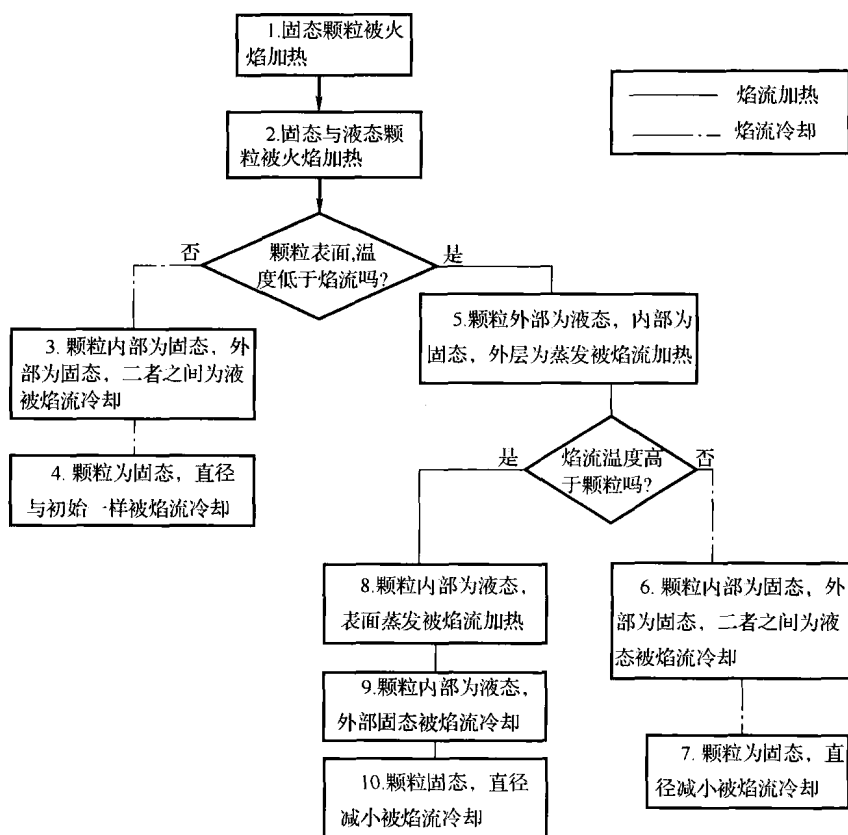 1.固态颗粒被火
焰加热
焰流加热
焰流冷却
2.固态与液态颗
粒被火焰加热
否
颗粒表面,温
度低于焰流吗?
是
3. 颗粒内部为固态，外
部为固态，二者之间为液
被焰流冷却
5.颗粒外部为液态，内部为
固态，外层为蒸发被焰流加热
4. 颗粒为固态，直径
与初始一样被焰流冷却
是
焰流温度高
于颗粒吗?
否
8.颗粒内部为液态，
表面蒸发被焰流加热
6. 颗粒内部为固态，外
部为固态，二者之间为液
态被焰流冷却
9.颗粒内部为液态，
外部固态被焰流冷却
7. 颗粒为固态，直
径减小被焰流冷却
10.颗粒固态，直径
减小被焰流冷却